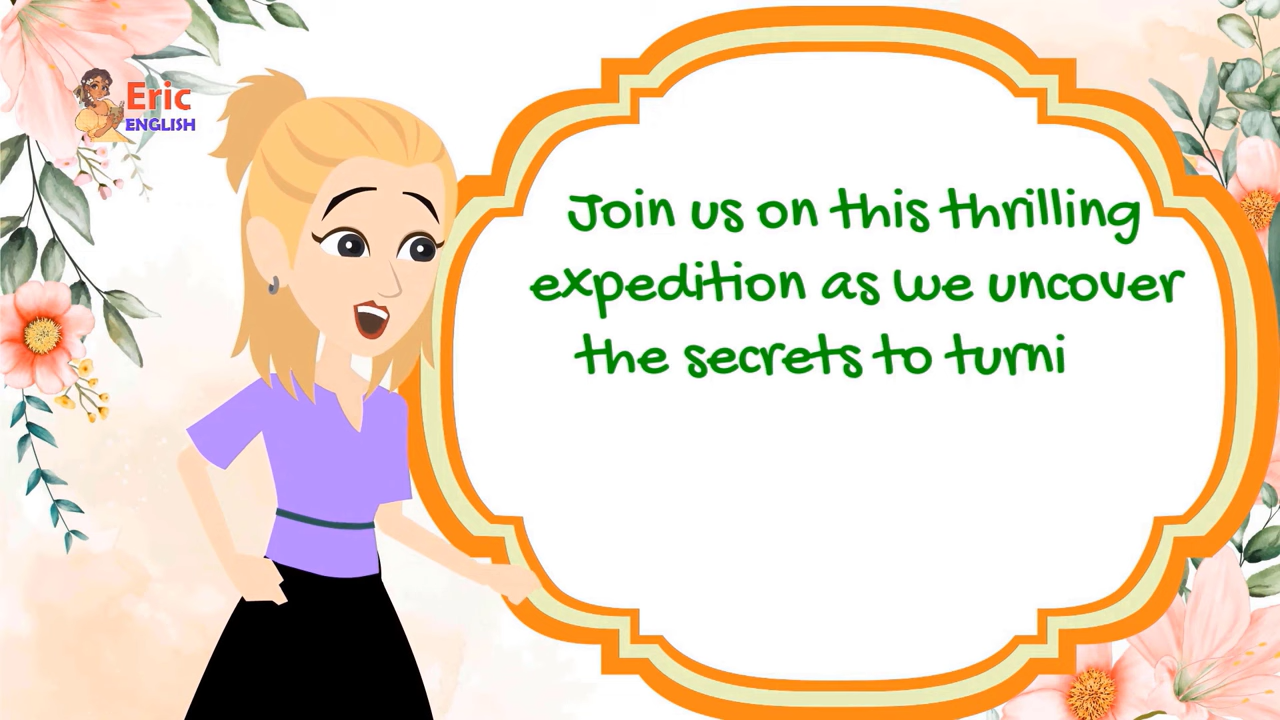 Eric
ENGLISH
Join us on this thrilling
expedition as we uncover
the secrets to turni